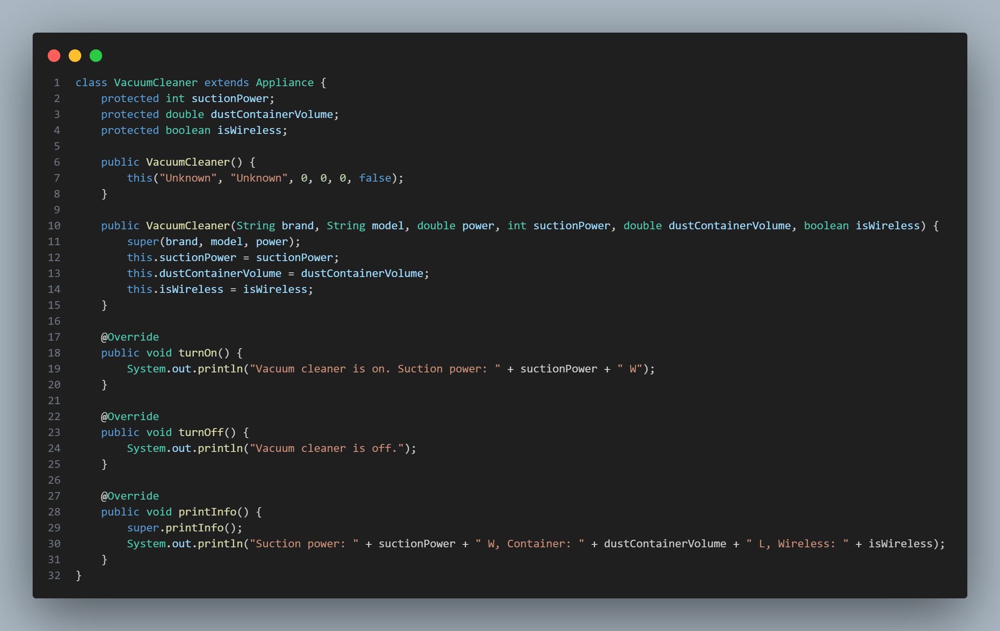 1 class VacuumCleaner extends Appliance {
2     protected int suctionPower;
3     protected double dustContainerVolume;
4     protected boolean isWireless;
5
6     public VacuumCleaner() {
7         this("Unknown", "Unknown", 0, 0, 0, false);
8     }
9
10     public VacuumCleaner(String brand, String model, double power, int suctionPower, double dustContainerVolume, boolean isWireless) {
11         super(brand, model, power);
12         this.suctionPower = suctionPower;
13         this.dustContainerVolume = dustContainerVolume;
14         this.isWireless = isWireless;
15     }
16
17     @Override
18     public void turnOn() {
19         System.out.println("Vacuum cleaner is on. Suction power: " + suctionPower + " W");
20     }
21
22     @Override
23     public void turnOff() {
24         System.out.println("Vacuum cleaner is off.");
25     }
26
27     @Override
28     public void printInfo() {
29         super.printInfo();
30         System.out.println("Suction power: " + suctionPower + " W, Container: " + dustContainerVolume + " L, Wireless: " + isWireless);
31     }
32 }